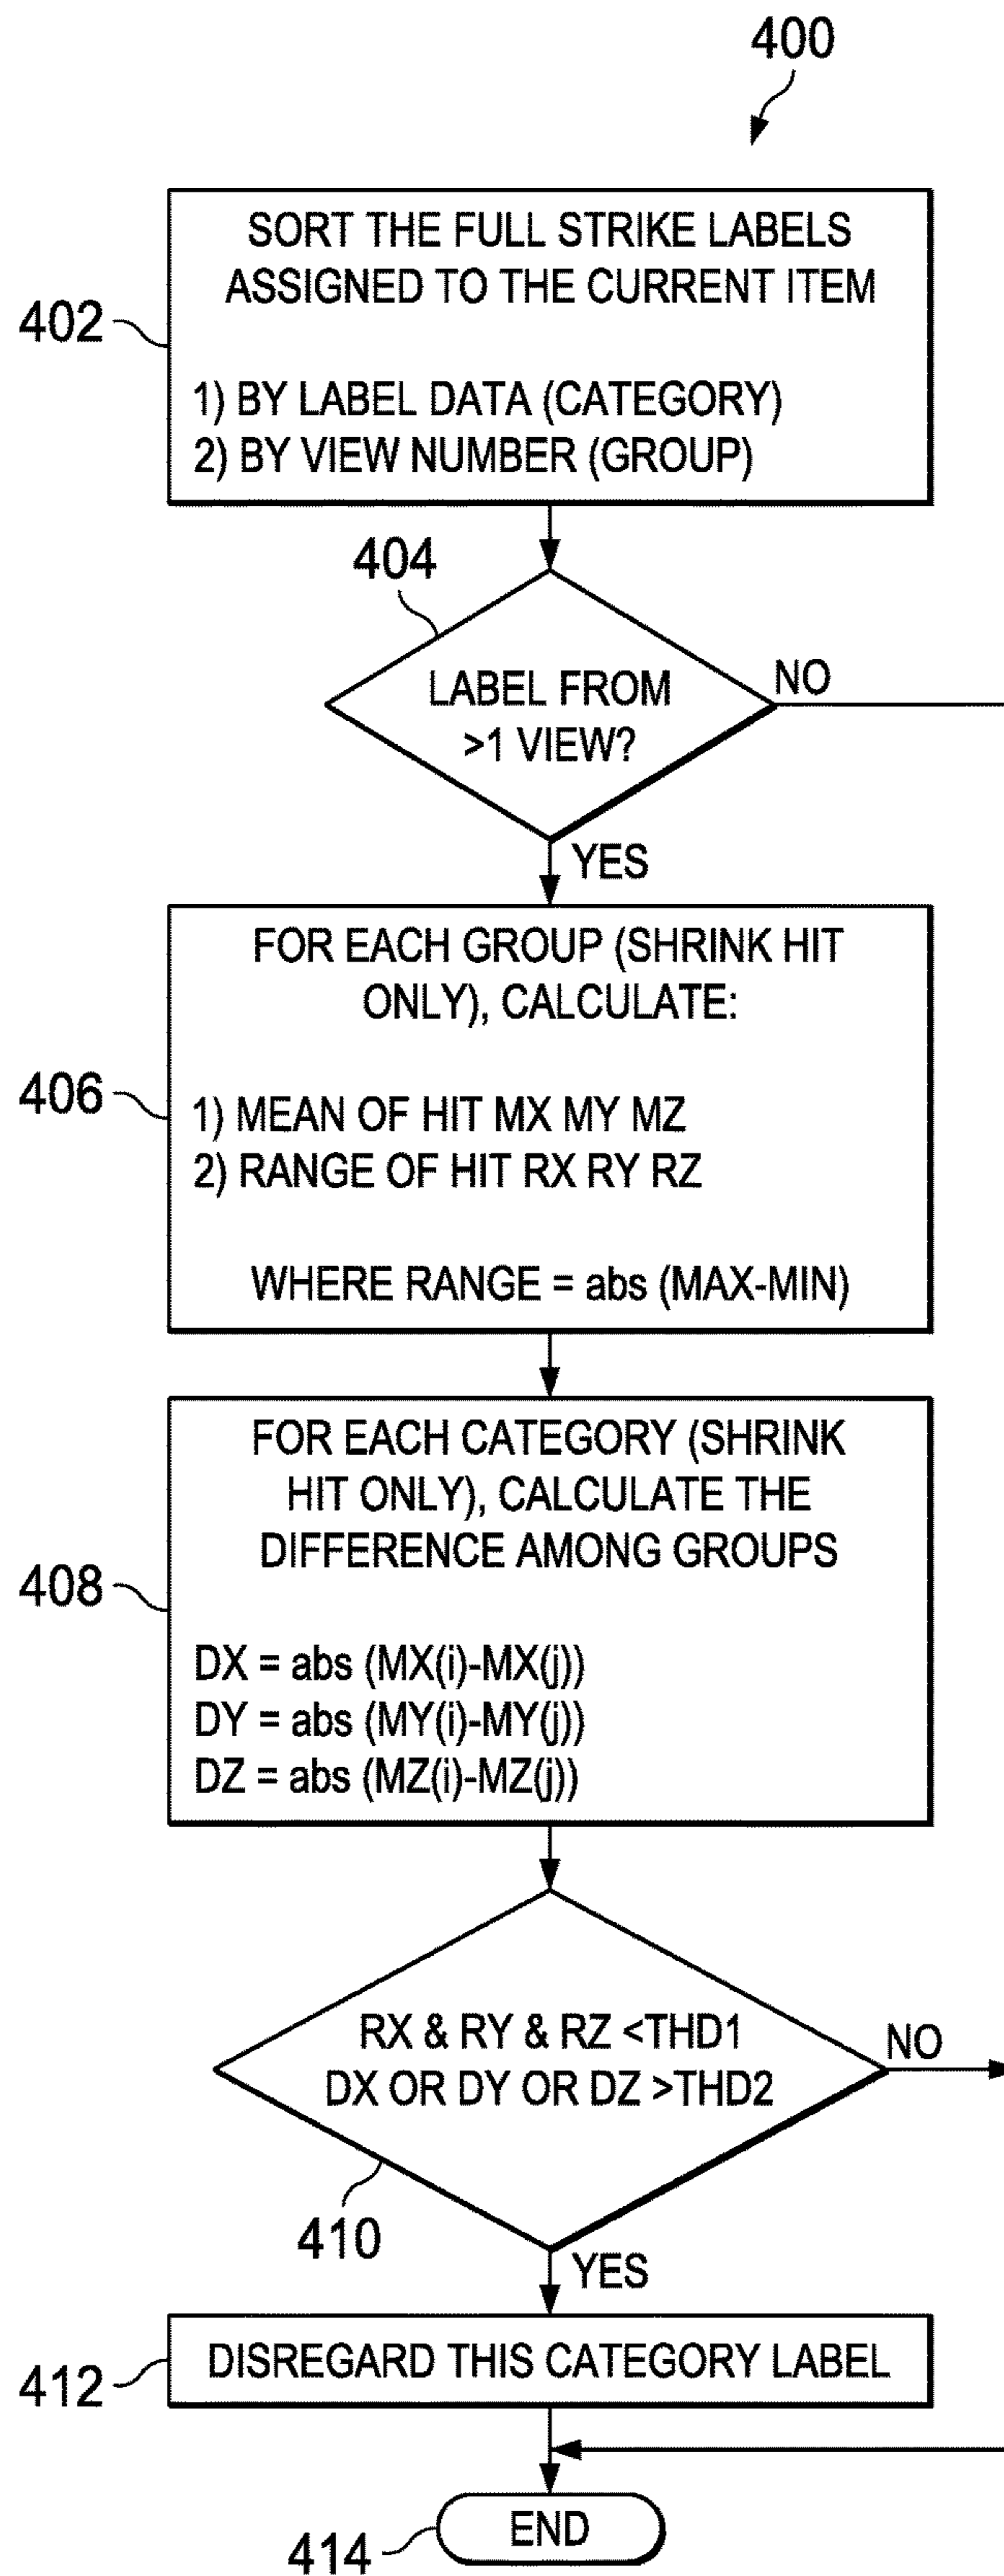 400
SORT THE FULL STRIKE LABELS
ASSIGNED TO THE CURRENT ITEM
402
1) BY LABEL DATA (CATEGORY)
2) BY VIEW NUMBER (GROUP)
404
LABEL FROM
>1 VIEW?
NO
YES
FOR EACH GROUP (SHRINK HIT
ONLY), CALCULATE:
406
1) MEAN OF HIT MX MY MZ
2) RANGE OF HIT RX RY RZ
WHERE RANGE = abs (MAX-MIN)
FOR EACH CATEGORY (SHRINK
HIT ONLY), CALCULATE THE
DIFFERENCE AMONG GROUPS
408
DX = abs (MX(i)-MX(j))
DY = abs (MY(i)-MY(j))
DZ = abs (MZ(i)-MZ(j))
RX & RY & RZ <THD1
DX OR DY OR DZ >THD2
NO
410
YES
412
DISREGARD THIS CATEGORY LABEL
END
414